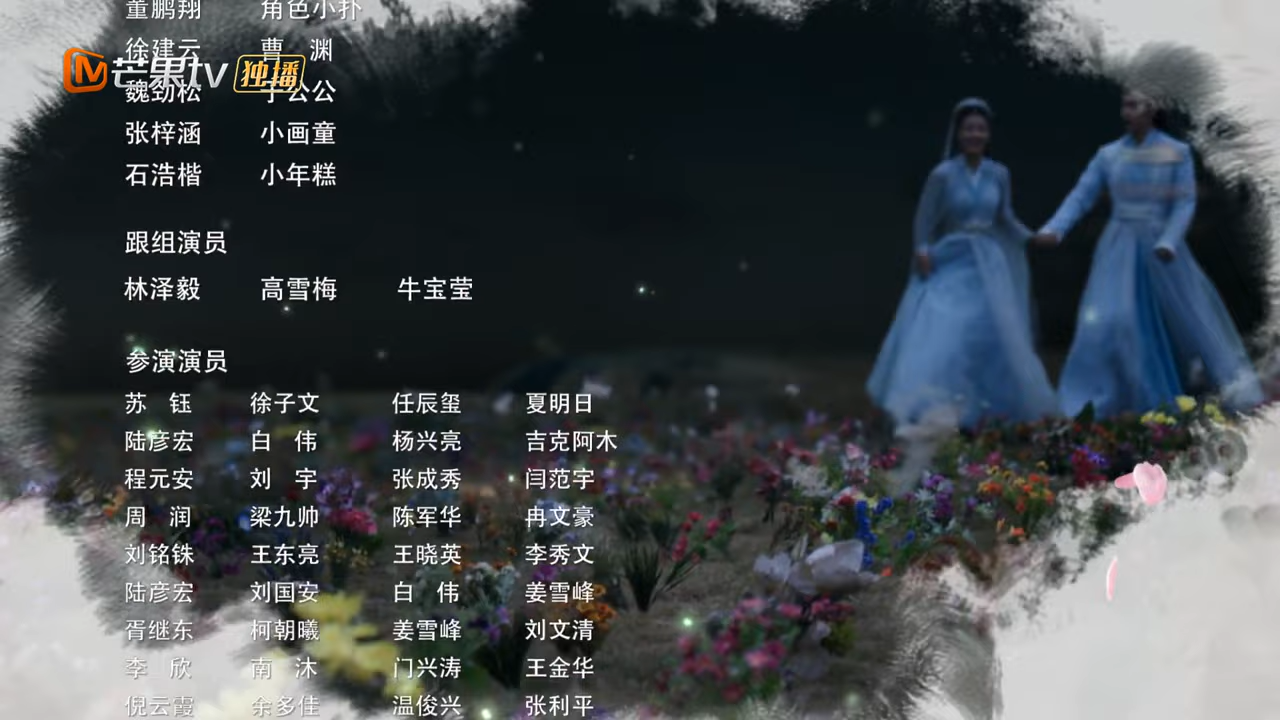 董鹏翔 角色小扑
徐建云 曹 渊
芒果tv 独播
魏劲松 于公公
张梓涵 小画童
石浩楷 小年糕
跟组演员
林泽毅 高雪梅 牛宝莹
参演演员
苏 钰 徐子文 任辰玺 夏明日
陆彦宏 白 伟 杨兴亮 吉克阿木
程元安 刘 宇 张成秀 闫范宇
周 润 梁九帅 陈军华 冉文豪
刘铭铢 王东亮 王晓英 李秀文
陆彦宏 刘国安 白 伟 姜雪峰
胥继东 柯朝曦 姜雪峰 刘文清
李 欣 南 沐 门兴涛 王金华
倪云霞 余多佳 温俊兴 张利平